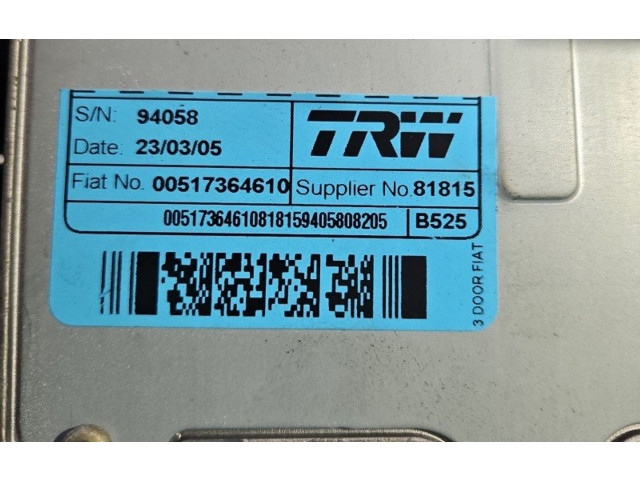 S/N: 94058
TRW
Date: 23/03/05
Fiat No. 00517364610 Supplier No. 81815
00517364610818159405808205 B525
3 DOOR FIAT